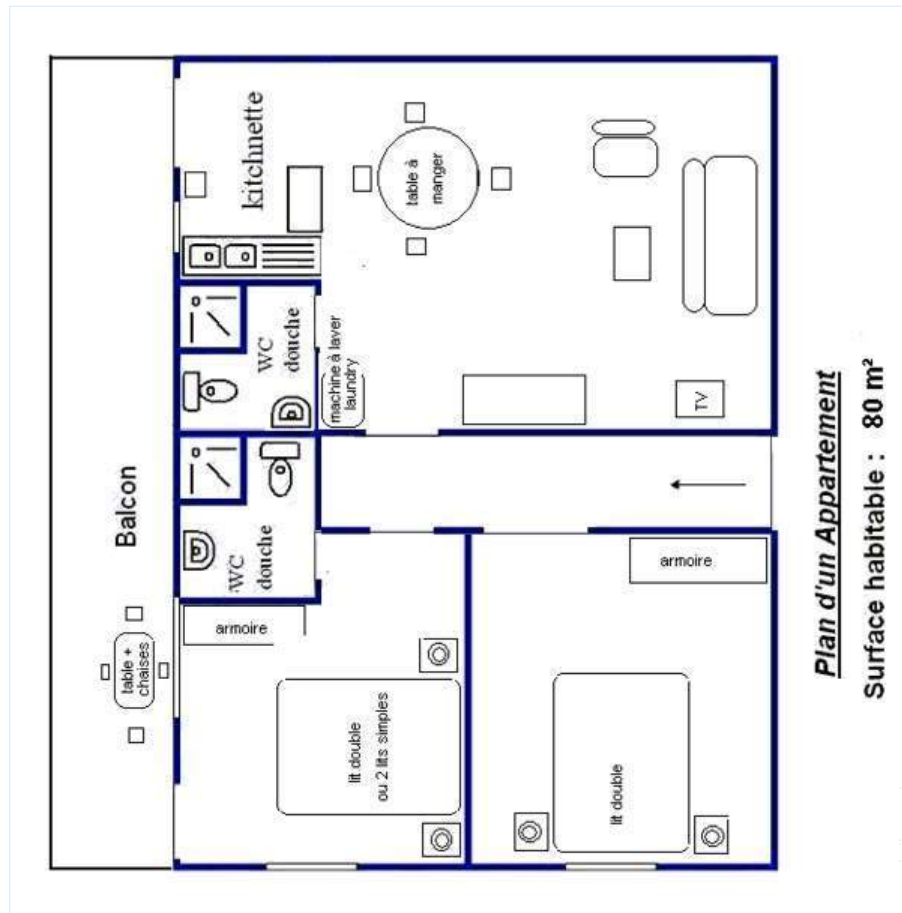 Plan d'un Appartement
Surface habitable : 80 m²
Balcon
kitchnette
table à
manger
WC
douche
machine à laver
laundry
TV
WC
douche
armoire
armoire
table +
chaises
lit double
ou 2 lits simples
lit double